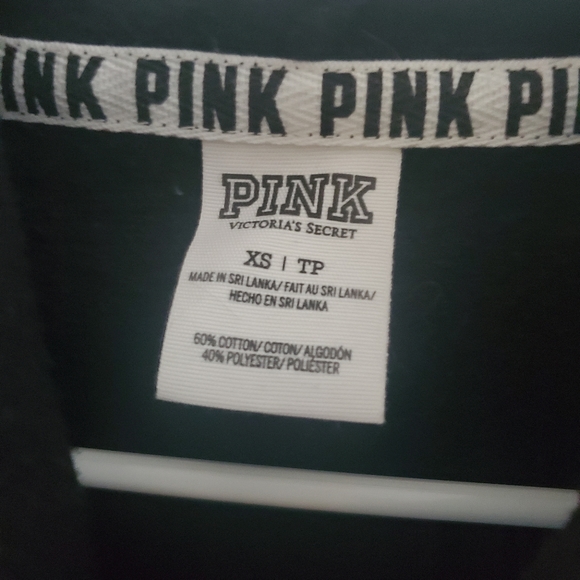 INK PINK PINK PI
PINK
VICTORIA'S SECRET
XS | TP
MADE IN SRI LANKA/ FAIT AU SRI LANKA/
HECHO EN SRI LANKA
60% COTTON/ COTON/ ALGODÓN
40% POLYESTER/ POLIÉSTER